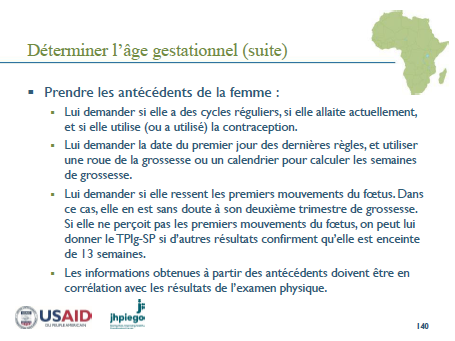 Déterminer l'âge gestationnel (suite)
▪ Prendre les antécédents de la femme :
▪ Lui demander si elle a des cycles réguliers, si elle allaite actuellement,
et si elle utilise (ou a utilisé) la contraception.
▪ Lui demander la date du premier jour des dernières règles, et utiliser
une roue de la grossesse ou un calendrier pour calculer les semaines
de grossesse.
▪ Lui demander si elle ressent les premiers mouvements du fœtus. Dans
ce cas, elle en est sans doute à son deuxième trimestre de grossesse.
Si elle ne perçoit pas les premiers mouvements du fœtus, on peut lui
donner le TPIg-SP si d'autres résultats confirment qu'elle est enceinte
de 13 semaines.
▪ Les informations obtenues à partir des antécédents doivent être en
corrélation avec les résultats de l'examen physique.
USAID
jhpiego
140